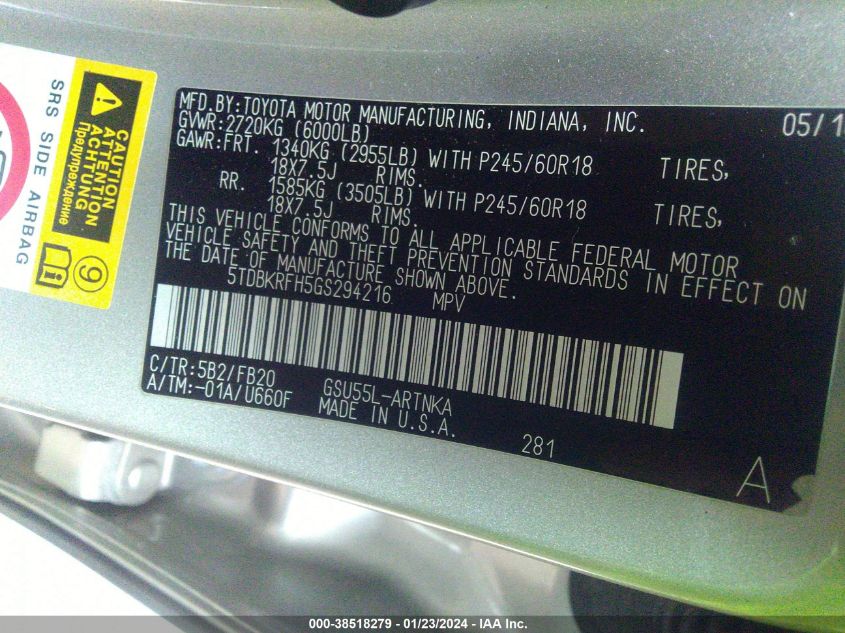 SRS SIDE AIRBAG
CAUTION
ATTENTION
ACHTUNG
Предупреждение
9
MFD.BY:TOYOTA MOTOR MANUFACTURING, INDIANA, INC. 05/1
GVWR:2720KG (6000LB)
GAWR:FRT. 1340KG (2955LB) WITH P245/60R18 TIRES,
18X7.5J RIMS.
RR. 1585KG (3505LB) WITH P245/60R18 TIRES,
18X7.5J RIMS.
THIS VEHICLE CONFORMS TO ALL APPLICABLE FEDERAL MOTOR
VEHICLE SAFETY AND THEFT PREVENTION STANDARDS IN EFFECT ON
THE DATE OF MANUFACTURE SHOWN ABOVE.
5TDBKRFH5GS294216 MPV
C/TR:5B2/FB20 GSU55L-ARTNKA
A/TM:-01A/U660F MADE IN U.S.A.
281
A
000-38518279 - 01/23/2024 - IAA Inc.